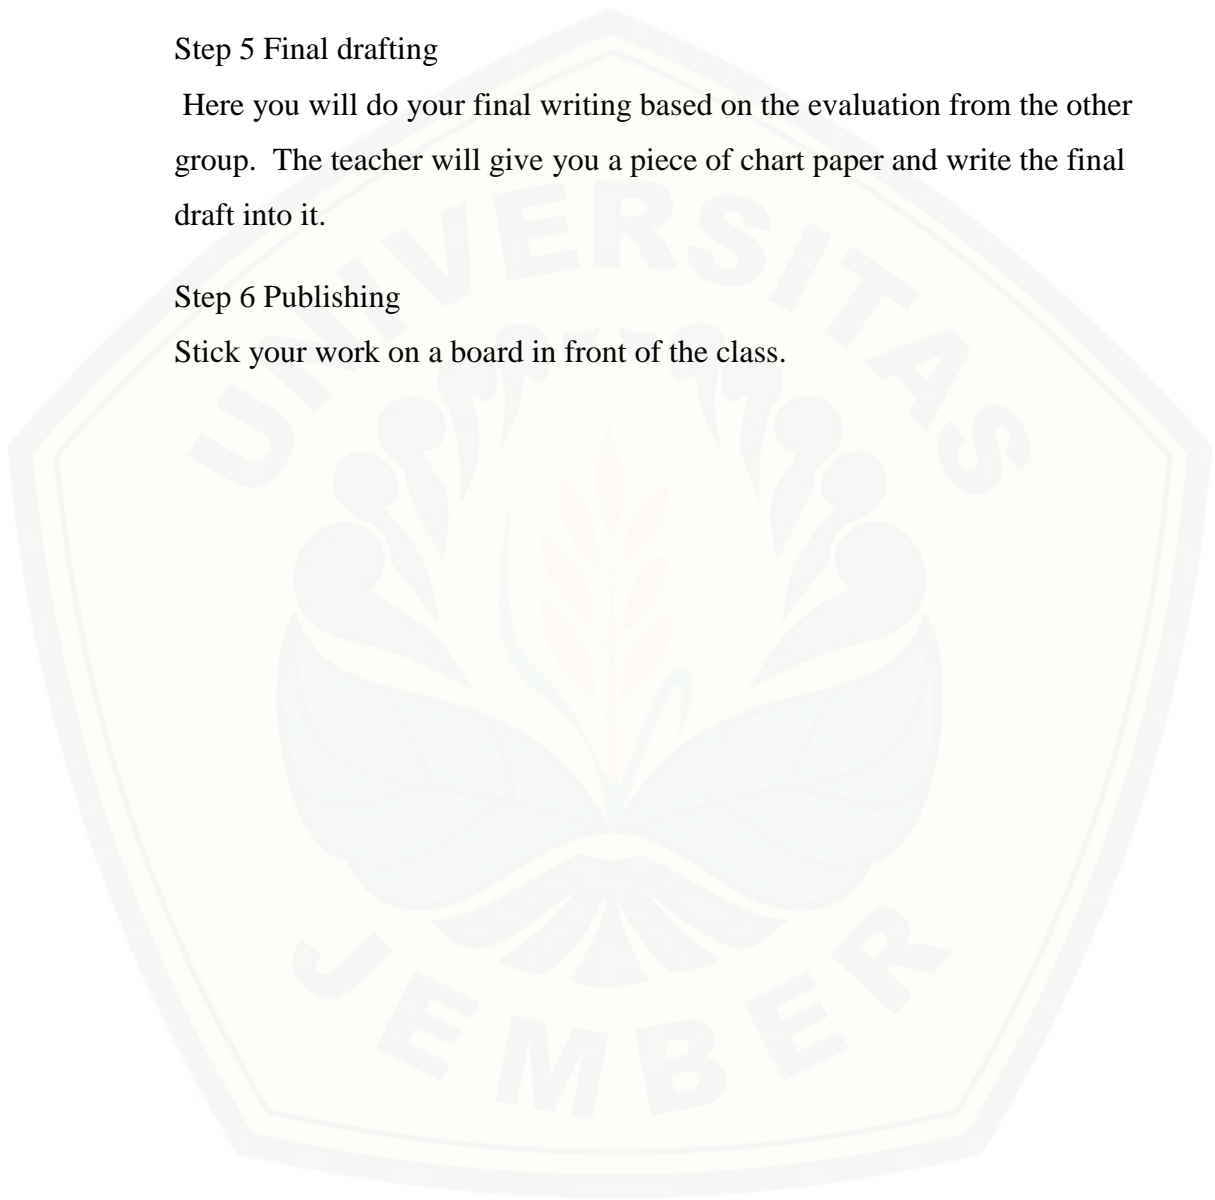 Step 5 Final drafting
Here you will do your final writing based on the evaluation from the other
group.  The teacher will give you a piece of chart paper and write the final
draft into it.
Step 6 Publishing
Stick your work on a board in front of the class.
UNIVERSITAS
JEMBER